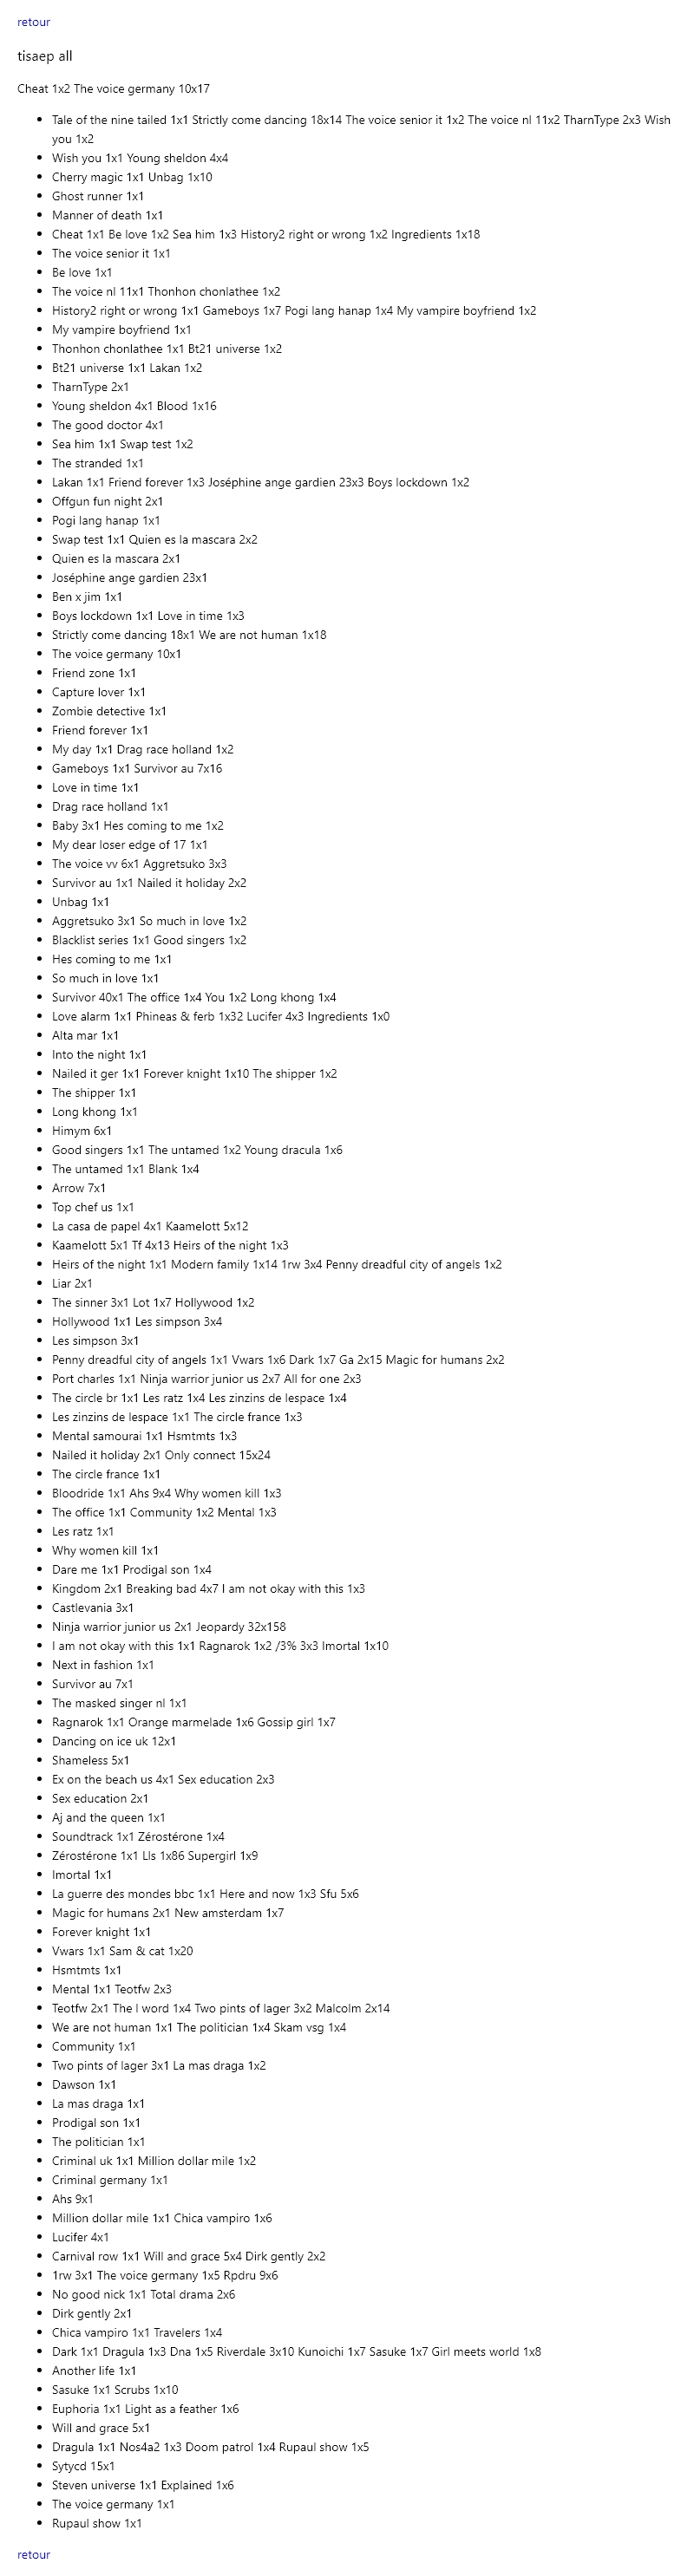 retour
tisaep all
Cheat 1x2 The voice germany 10x17
Tale of the nine tailed 1x1 Strictly come dancing 18x14 The voice senior it 1x2 The voice nl 11x2 TharnType 2x3 Wish
you 1x2
Wish you 1x1 Young sheldon 4x4
Cherry magic 1x1 Unbag 1x10
Ghost runner 1x1
Manner of death 1x1
Cheat 1x1 Be love 1x2 Sea him 1x3 History2 right or wrong 1x2 Ingredients 1x18
The voice senior it 1x1
Be love 1x1
The voice nl 11x1 Thonhon chonlathee 1x2
History2 right or wrong 1x1 Gameboys 1x7 Pogi lang hanap 1x4 My vampire boyfriend 1x2
My vampire boyfriend 1x1
Thonhon chonlathee 1x1 Bt21 universe 1x2
Bt21 universe 1x1 Lakan 1x2
TharnType 2x1
Young sheldon 4x1 Blood 1x16
The good doctor 4x1
Sea him 1x1 Swap test 1x2
The stranded 1x1
Lakan 1x1 Friend forever 1x3 Joséphine ange gardien 23x3 Boys lockdown 1x2
Offgun fun night 2x1
Pogi lang hanap 1x1
Swap test 1x1 Quien es la mascara 2x2
Quien es la mascara 2x1
Joséphine ange gardien 23x1
Ben x jim 1x1
Boys lockdown 1x1 Love in time 1x3
Strictly come dancing 18x1 We are not human 1x18
The voice germany 10x1
Friend zone 1x1
Capture lover 1x1
Zombie detective 1x1
Friend forever 1x1
My day 1x1 Drag race holland 1x2
Gameboys 1x1 Survivor au 7x16
Love in time 1x1
Drag race holland 1x1
Baby 3x1 Hes coming to me 1x2
My dear loser edge of 17 1x1
The voice vv 6x1 Aggretsuko 3x3
Survivor au 1x1 Nailed it holiday 2x2
Unbag 1x1
Aggretsuko 3x1 So much in love 1x2
Blacklist series 1x1 Good singers 1x2
Hes coming to me 1x1
So much in love 1x1
Survivor 40x1 The office 1x4 You 1x2 Long khong 1x4
Love alarm 1x1 Phineas & ferb 1x32 Lucifer 4x3 Ingredients 1x0
Alta mar 1x1
Into the night 1x1
Nailed it ger 1x1 Forever knight 1x10 The shipper 1x2
The shipper 1x1
Long khong 1x1
Himym 6x1
Good singers 1x1 The untamed 1x2 Young dracula 1x6
The untamed 1x1 Blank 1x4
Arrow 7x1
Top chef us 1x1
La casa de papel 4x1 Kaamelott 5x12
Kaamelott 5x1 Tf 4x13 Heirs of the night 1x3
Heirs of the night 1x1 Modern family 1x14 1rw 3x4 Penny dreadful city of angels 1x2
Liar 2x1
The sinner 3x1 Lot 1x7 Hollywood 1x2
Hollywood 1x1 Les simpson 3x4
Les simpson 3x1
Penny dreadful city of angels 1x1 Vwars 1x6 Dark 1x7 Ga 2x15 Magic for humans 2x2
Port charles 1x1 Ninja warrior junior us 2x7 All for one 2x3
The circle br 1x1 Les ratz 1x4 Les zinzins de lespace 1x4
Les zinzins de lespace 1x1 The circle france 1x3
Mental samourai 1x1 Hsmtmts 1x3
Nailed it holiday 2x1 Only connect 15x24
The circle france 1x1
Bloodride 1x1 Ahs 9x4 Why women kill 1x3
The office 1x1 Community 1x2 Mental 1x3
Les ratz 1x1
Why women kill 1x1
Dare me 1x1 Prodigal son 1x4
Kingdom 2x1 Breaking bad 4x7 I am not okay with this 1x3
Castlevania 3x1
Ninja warrior junior us 2x1 Jeopardy 32x158
I am not okay with this 1x1 Ragnarok 1x2 /3% 3x3 Imortal 1x10
Next in fashion 1x1
Survivor au 7x1
The masked singer nl 1x1
Ragnarok 1x1 Orange marmelade 1x6 Gossip girl 1x7
Dancing on ice uk 12x1
Shameless 5x1
Ex on the beach us 4x1 Sex education 2x3
Sex education 2x1
Aj and the queen 1x1
Soundtrack 1x1 Zérostérone 1x4
Zérostérone 1x1 Lls 1x86 Supergirl 1x9
Imortal 1x1
La guerre des mondes bbc 1x1 Here and now 1x3 Sfu 5x6
Magic for humans 2x1 New amsterdam 1x7
Forever knight 1x1
Vwars 1x1 Sam & cat 1x20
Hsmtmts 1x1
Mental 1x1 Teotfw 2x3
Teotfw 2x1 The l word 1x4 Two pints of lager 3x2 Malcolm 2x14
We are not human 1x1 The politician 1x4 Skam vsg 1x4
Community 1x1
Two pints of lager 3x1 La mas draga 1x2
Dawson 1x1
La mas draga 1x1
Prodigal son 1x1
The politician 1x1
Criminal uk 1x1 Million dollar mile 1x2
Criminal germany 1x1
Ahs 9x1
Million dollar mile 1x1 Chica vampiro 1x6
Lucifer 4x1
Carnival row 1x1 Will and grace 5x4 Dirk gently 2x2
1rw 3x1 The voice germany 1x5 Rpdru 9x6
No good nick 1x1 Total drama 2x6
Dirk gently 2x1
Chica vampiro 1x1 Travelers 1x4
Dark 1x1 Dragula 1x3 Dna 1x5 Riverdale 3x10 Kunoichi 1x7 Sasuke 1x7 Girl meets world 1x8
Another life 1x1
Sasuke 1x1 Scrubs 1x10
Euphoria 1x1 Light as a feather 1x6
Will and grace 5x1
Dragula 1x1 Nos4a2 1x3 Doom patrol 1x4 Rupaul show 1x5
Sytycd 15x1
Steven universe 1x1 Explained 1x6
The voice germany 1x1
Rupaul show 1x1
retour